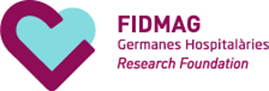 FIDMAG
Germanes Hospitalàries
Research Foundation